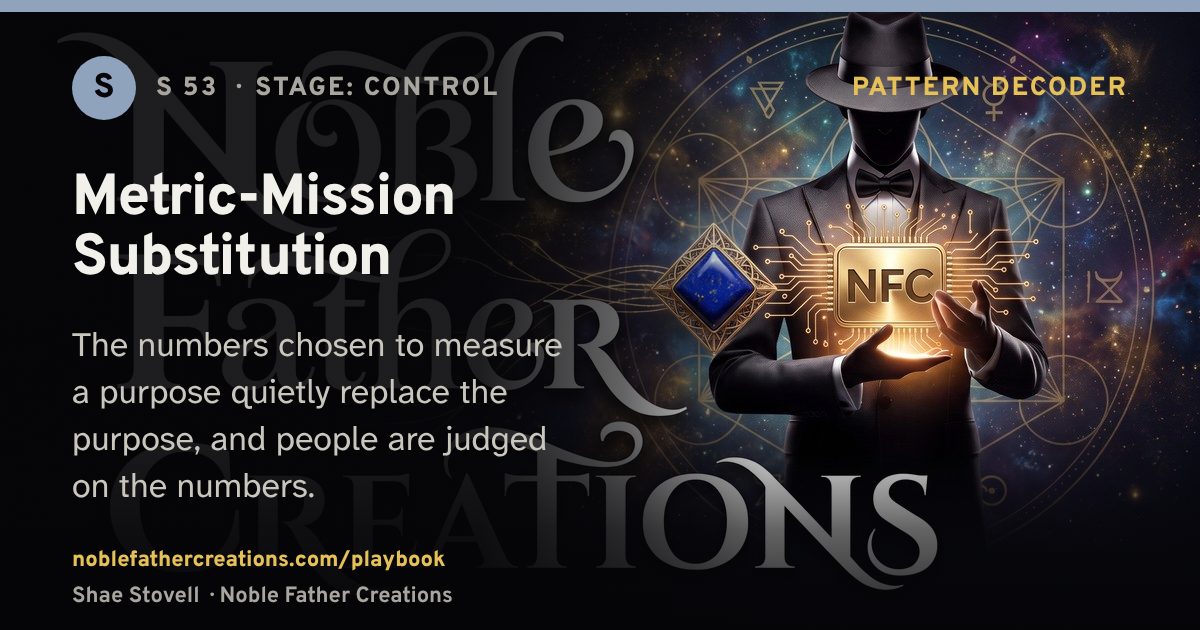 S
S 53 · STAGE: CONTROL
PATTERN DECODER
Metric-Mission
Substitution
The numbers chosen to measure
a purpose quietly replace the
purpose, and people are judged
on the numbers.
noblefathercreations.com/playbook
Shae Stovell · Noble Father Creations
Noble
Father
Creations
NFC